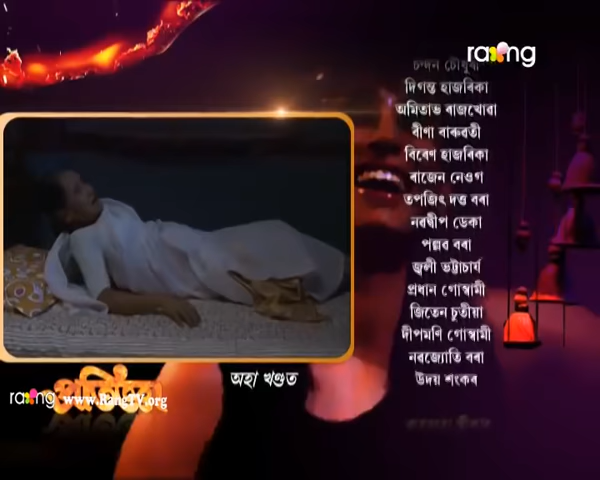 rang
চন্দন চৌধুৰী
দিগন্ত হাজৰিকা
অমিতাভ ৰাজখোৱা
বীণা বাৰুৱতী
বিৰেণ হাজৰিকা
ৰাজেন নেওগ
তপজিৎ দত্ত বৰা
নৱদ্বীপ ডেকা
পল্লৱ বৰা
জুলী ভট্টাচাৰ্য
প্ৰধান গোস্বামী
জিতেন চুতীয়া
দীপমণি গোস্বামী
নৱজ্যোতি বৰা
উদয় শংকৰ
অহা খণ্ডত
rang
www.RangTV.org